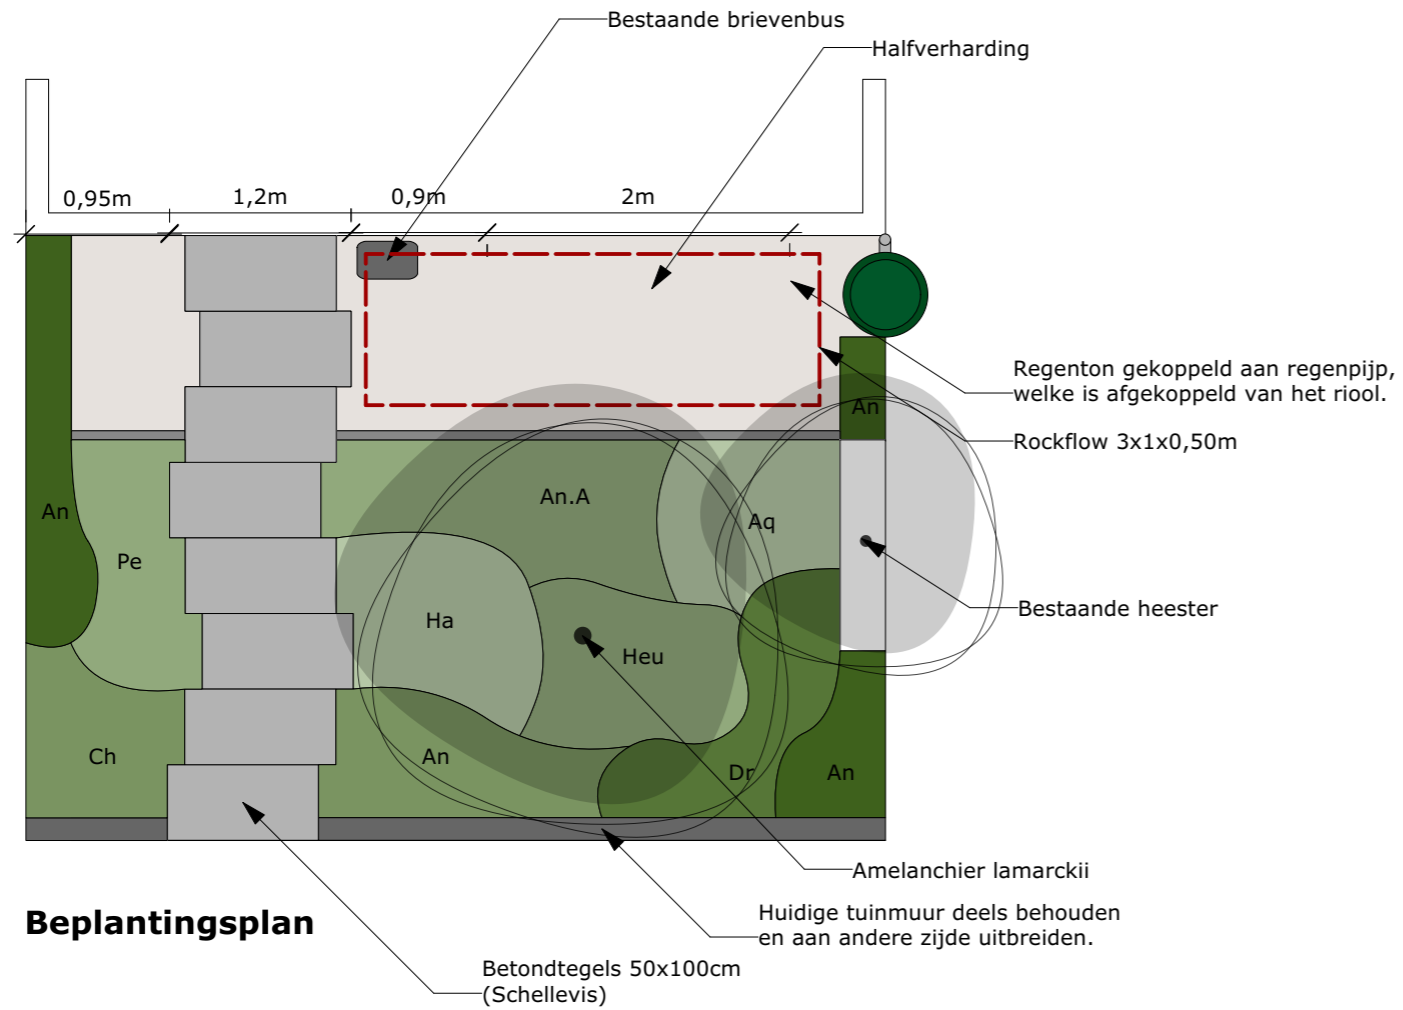 Bestaande brievenbus
Halfverharding
0,95m
1,2m
0,9m
2m
Regenton gekoppeld aan regenpijp,
welke is afgekoppeld van het riool.
An
Rockflow 3x1x0,50m
An.A
An
Aq
Pe
Bestaande heester
Ha
Heu
Ch
An
Dr
An
Amelanchier lamarckii
Beplantingsplan
Huidige tuinmuur deels behouden
en aan andere zijde uitbreiden.
Betondtegels 50x100cm
(Schellevis)